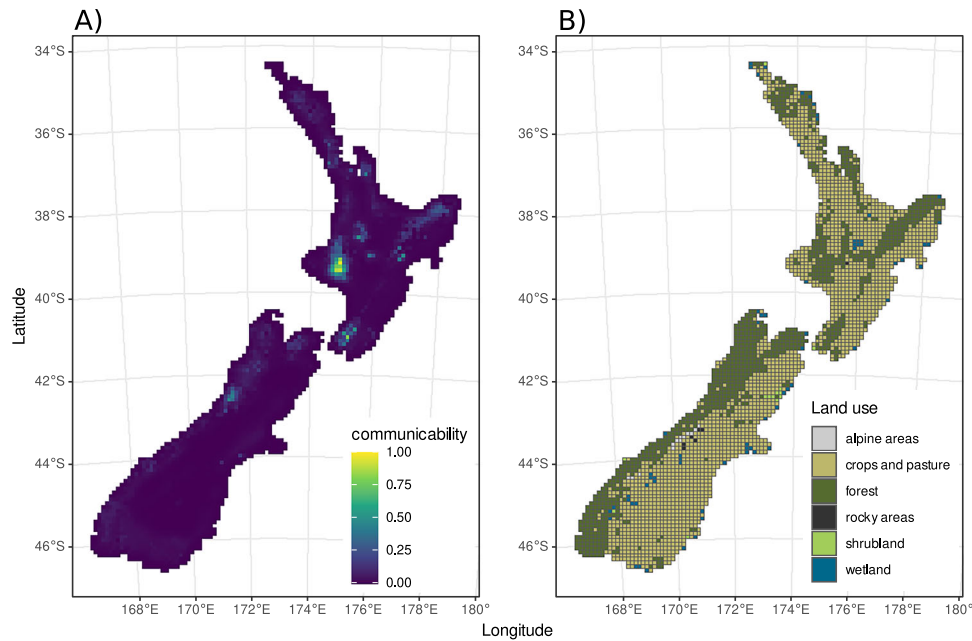 A)
B)
34°S
36°S
38°S
40°S
42°S
44°S
46°S
Latitude
communicability
1.00
0.75
0.50
0.25
0.00
168°E
170°E
172°E
174°E
176°E
178°E
180°
34°S
36°S
38°S
40°S
42°S
44°S
46°S
Land use
alpine areas
crops and pasture
forest
rocky areas
shrubland
wetland
168°E
170°E
172°E
174°E
176°E
178°E
180°
Longitude